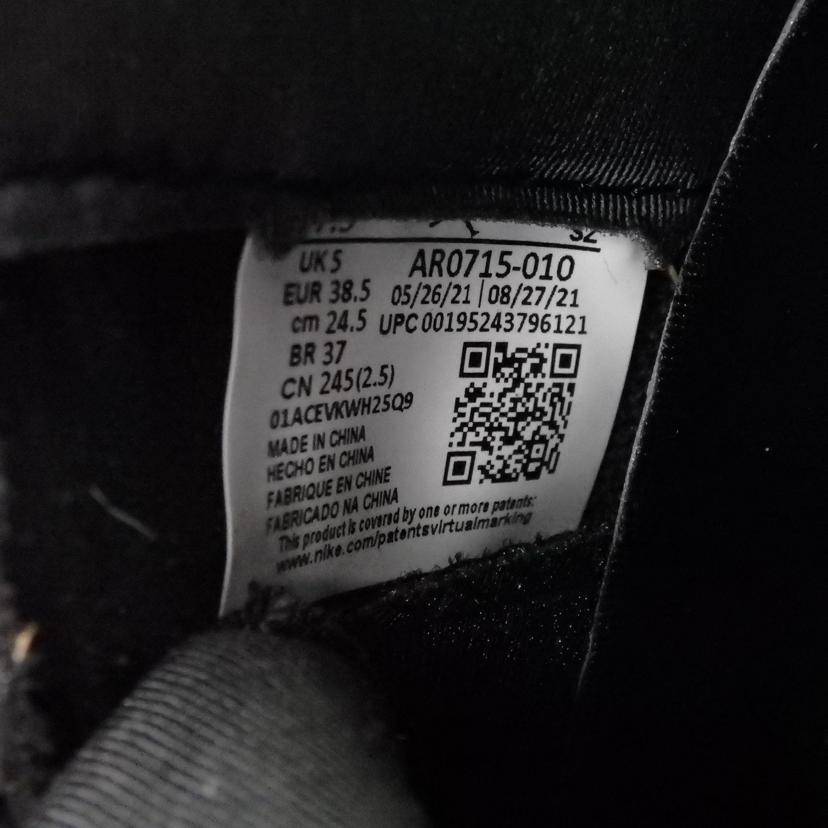 UK 5
EUR 38.5
cm 24.5
BR 37
CN 245(2.5)
AR0715-010
05/26/21 | 08/27/21
UPC 00195243796121
01ACEVKWH25Q9
MADE IN CHINA
HECHO EN CHINA
FABRIQUE EN CHINE
FABRICADO NA CHINA
This product is covered by one or more patents:
www.nike.com/patentsvirtualmarking